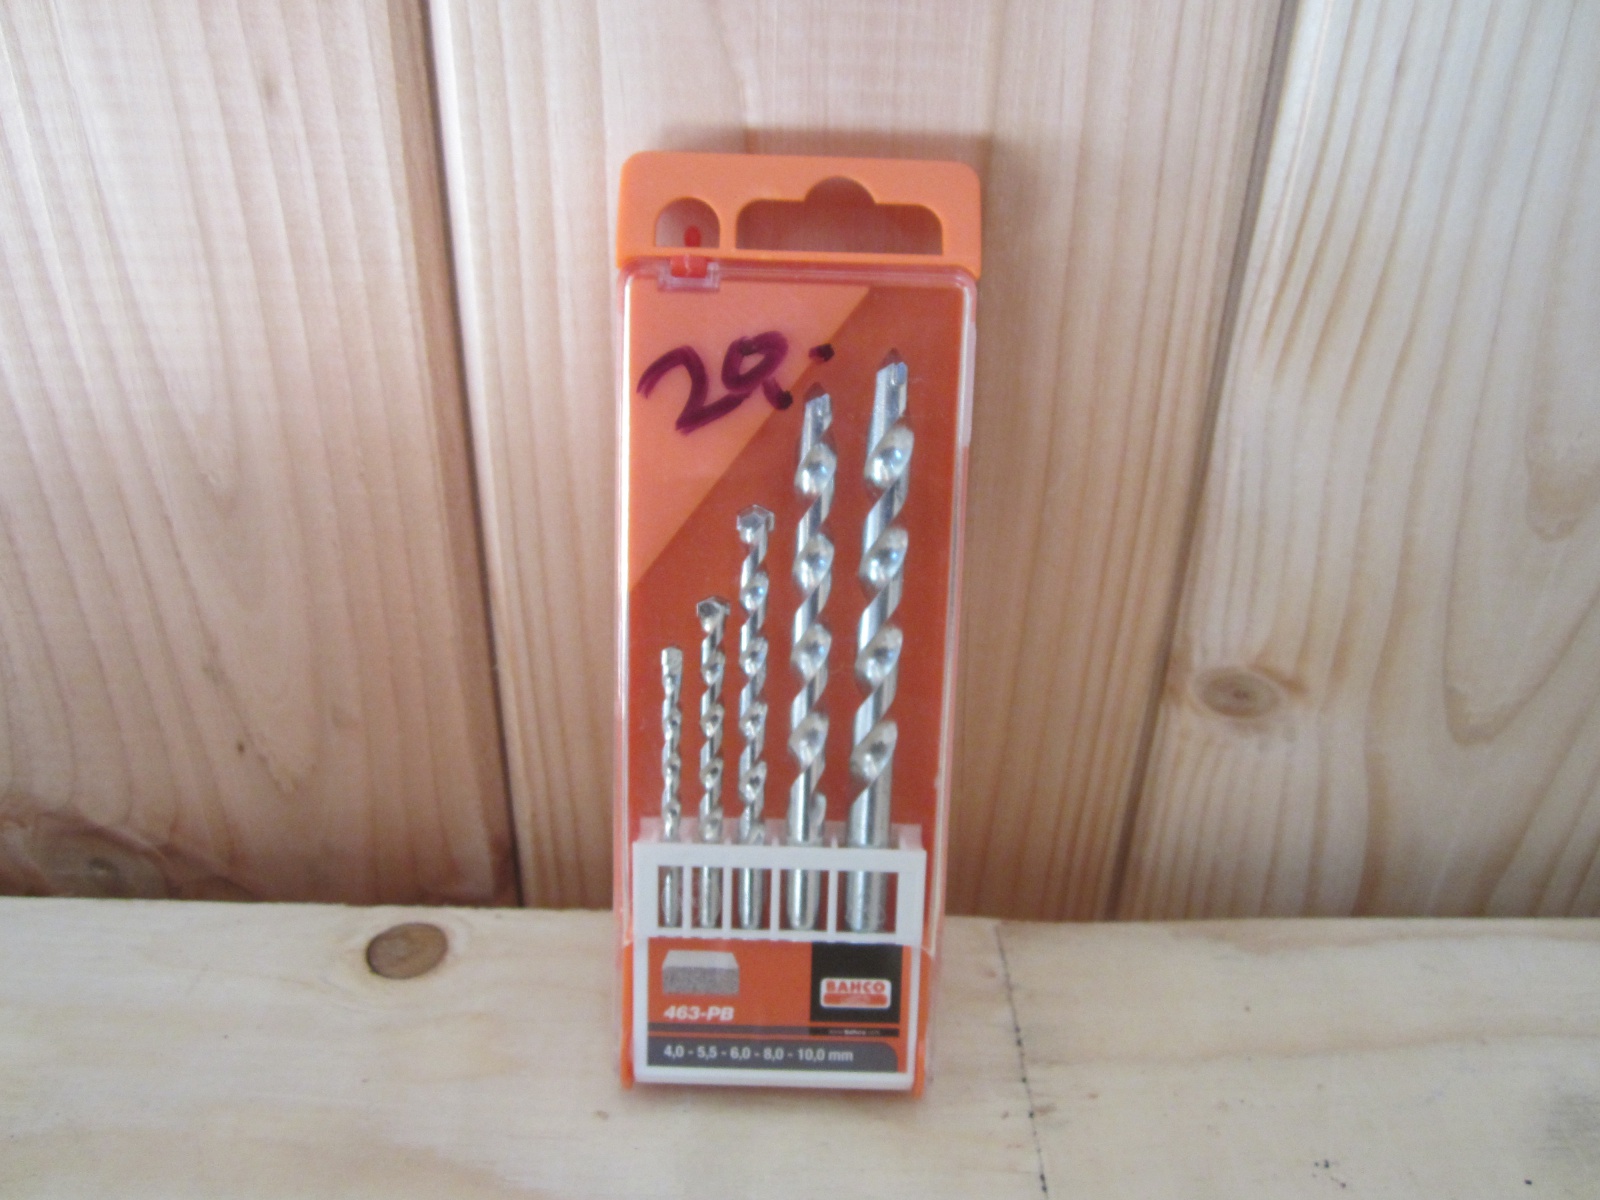 20.-
BAHCO
463-PB
4,0 - 5,5 - 6,0 - 8,0 - 10,0 mm